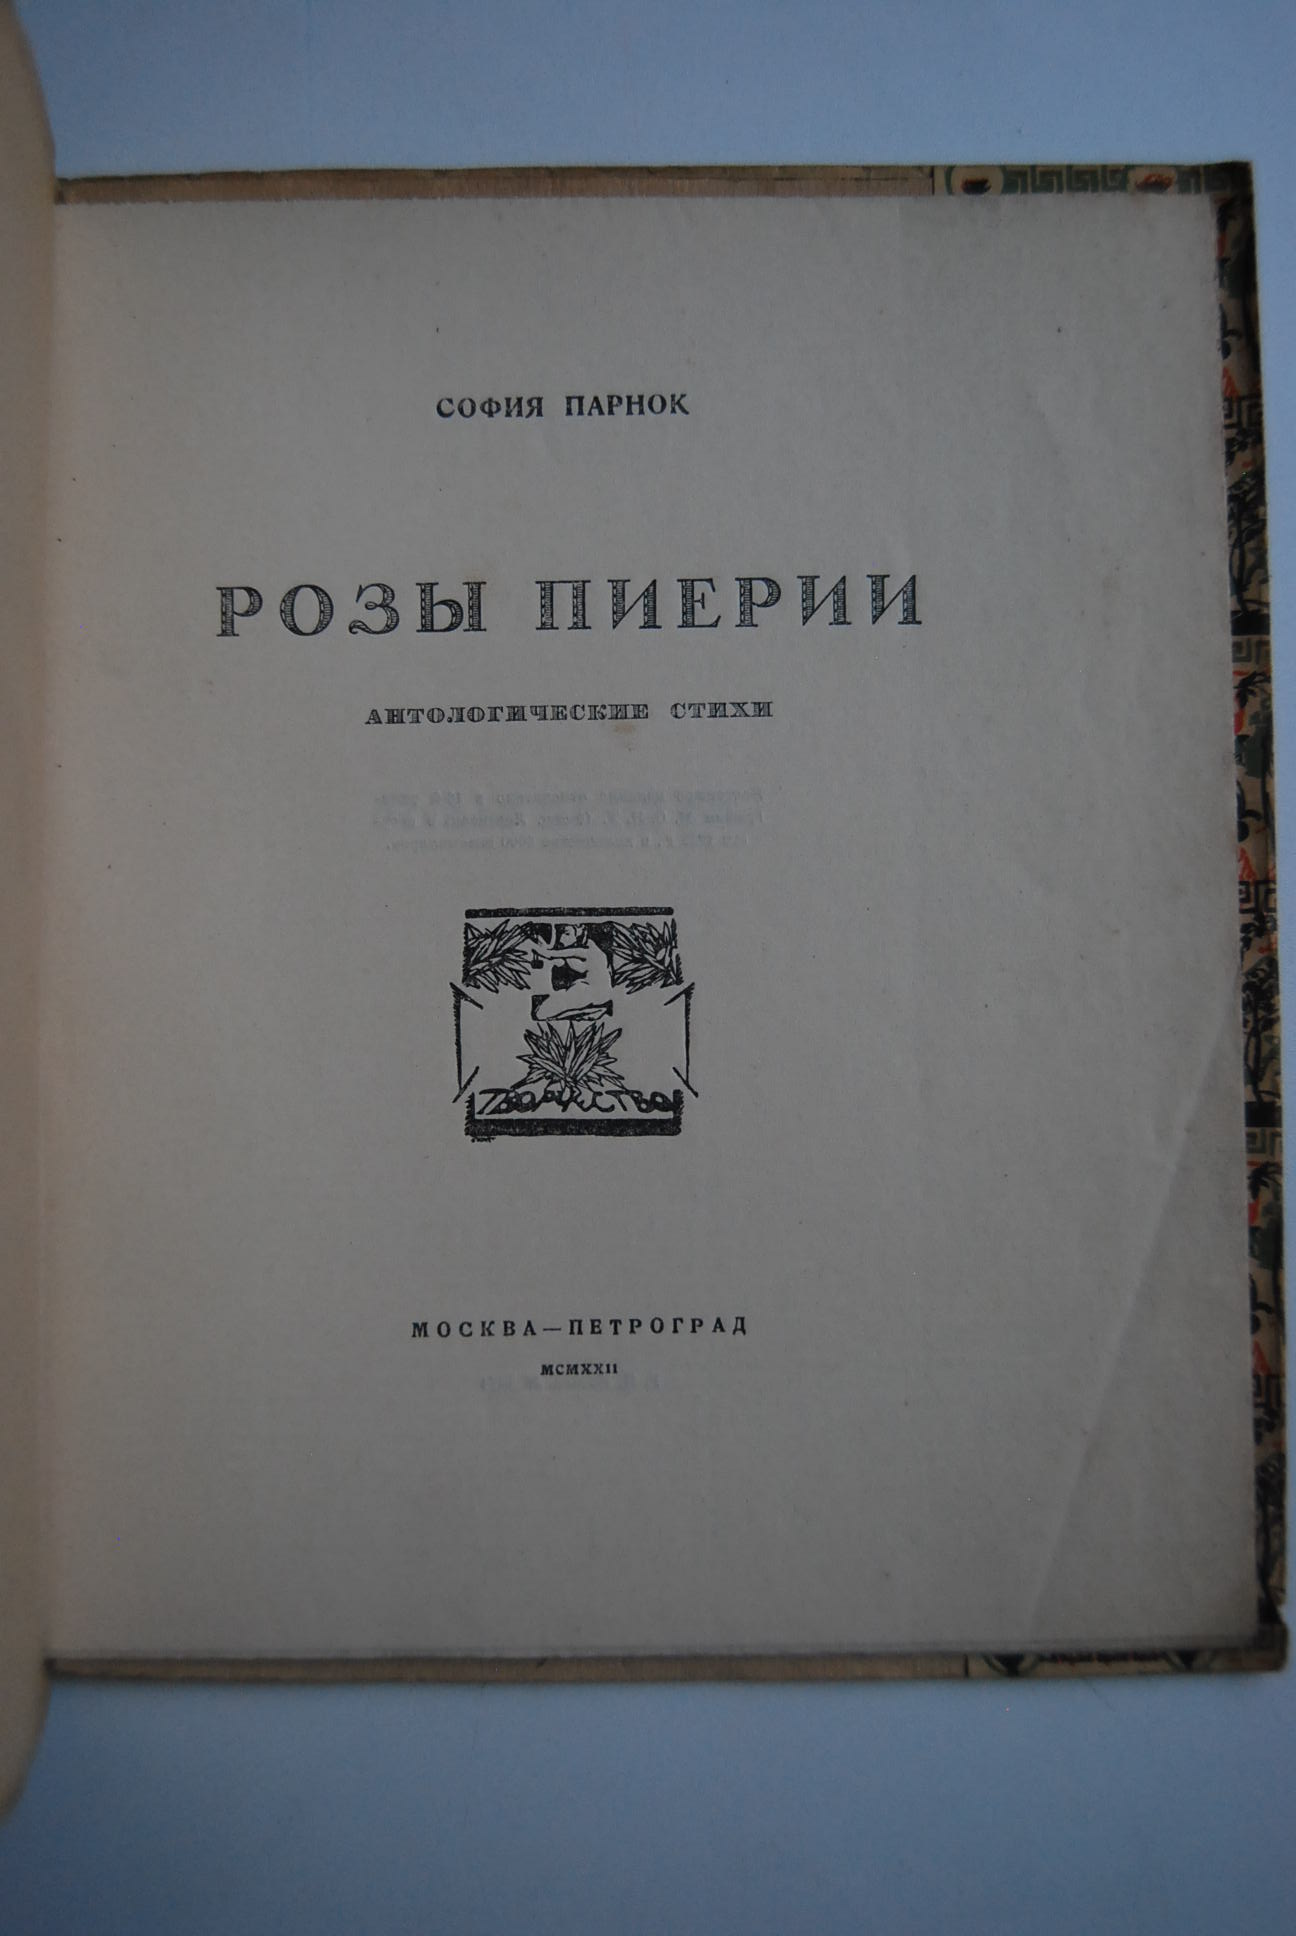 СОФИЯ ПАРНОК
РОЗЫ ПИЕРИИ
АНТОЛОГИЧЕСКИЕ СТИХИ
Творчество
МОСКВА—ПЕТРОГРАД
MCMXXII